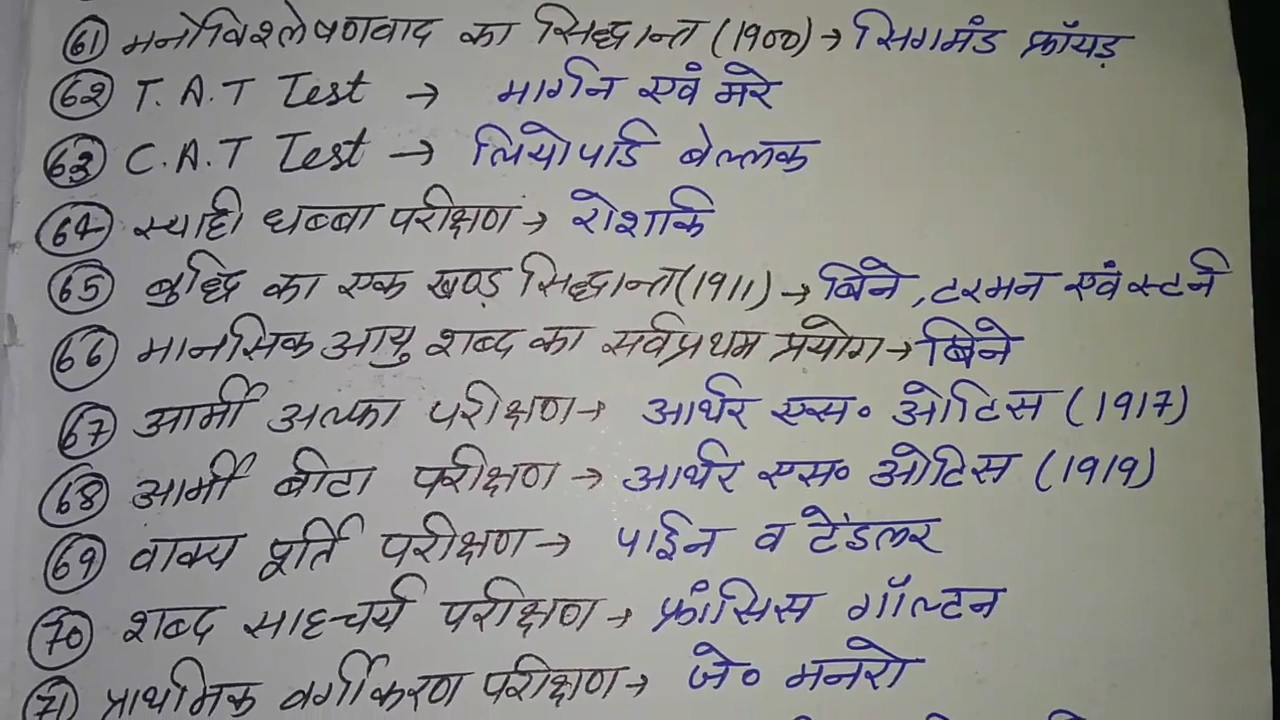 61 मनोविश्लेषणवाद का सिद्धान्त (1900) → सिगमंड फ्रॉयड़
62 T.A.T Test → मार्गन एवं मरे
63 C.A.T Test → लियोपार्ड बेल्लक
64 स्याही धब्बा परीक्षण → रोशार्क
65 बुद्धि का एक खण्ड़ सिद्धान्त (1911) → बिने, टरमन एवं स्टर्न
66 मानसिक आयु शब्द का सर्वप्रथम प्रयोग → बिने
67 आर्मी अल्फा परीक्षण → आर्थर एस० ओटिस (1917)
68 आर्मी बीटा परीक्षण → आर्थर एस० ओटिस (1919)
69 वाक्य पूर्ति परीक्षण → पाईन व टेंडलर
70 शब्द साहचर्य परीक्षण → फ्रांसिस गॉल्टन
71 प्राथमिक वर्गीकरण परीक्षण → जे० मनरो